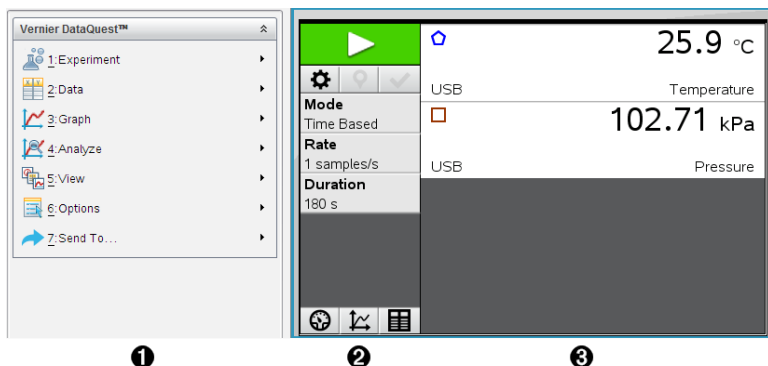 Vernier DataQuest™
1:Experiment
2:Data
3:Graph
4:Analyze
5:View
6:Options
7:Send To...
Mode
Time Based
Rate
1 samples/s
Duration
180 s
25.9 °C
USB Temperature
102.71 kPa
USB Pressure
❶ ❷ ❸